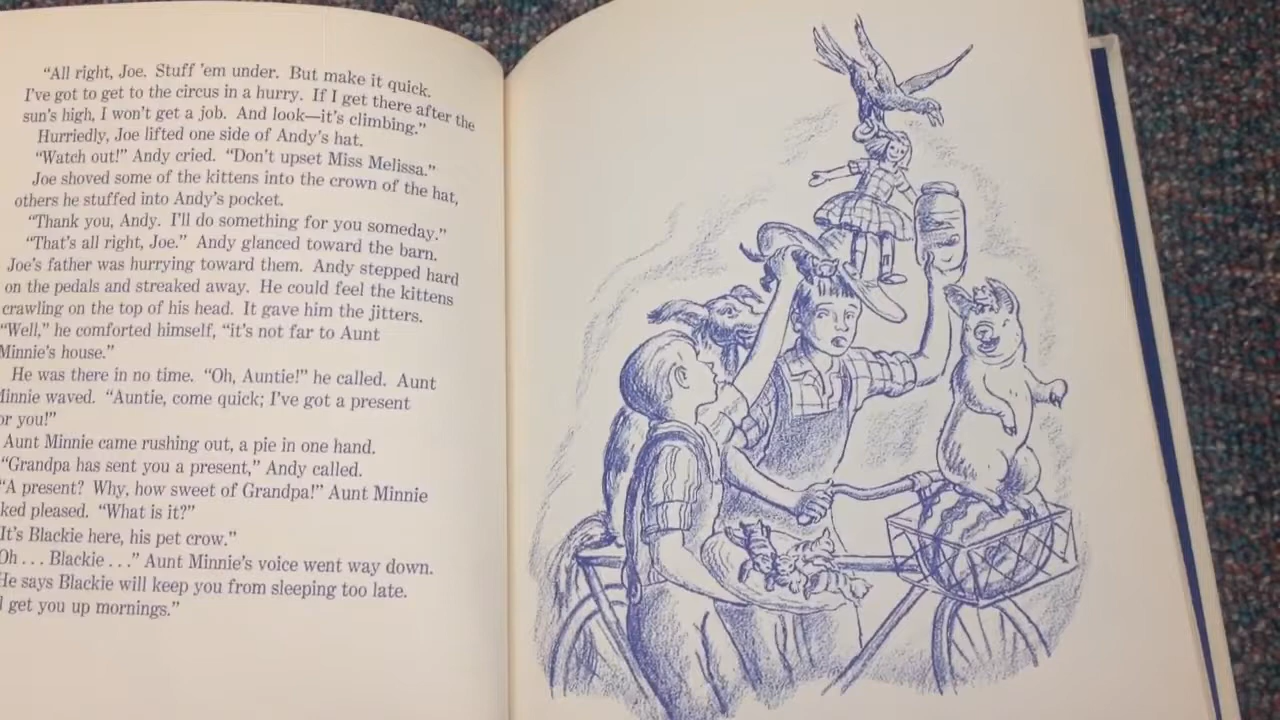 “All right, Joe. Stuff ’em under. But make it quick.
I’ve got to get to the circus in a hurry. If I get there after the
sun’s high, I won’t get a job. And look—it’s climbing.”
Hurriedly, Joe lifted one side of Andy’s hat.
“Watch out!” Andy cried. “Don’t upset Miss Melissa.”
Joe shoved some of the kittens into the crown of the hat,
others he stuffed into Andy’s pocket.
“Thank you, Andy. I’ll do something for you someday.”
“That’s all right, Joe.” Andy glanced toward the barn.
Joe’s father was hurrying toward them. Andy stepped hard
on the pedals and streaked away. He could feel the kittens
crawling on the top of his head. It gave him the jitters.
“Well,” he comforted himself, “it’s not far to Aunt
Minnie’s house.”
He was there in no time. “Oh, Auntie!” he called. Aunt
Minnie waved. “Auntie, come quick; I’ve got a present
or you!”
Aunt Minnie came rushing out, a pie in one hand.
“Grandpa has sent you a present,” Andy called.
“A present? Why, how sweet of Grandpa!” Aunt Minnie
ked pleased. “What is it?”
It’s Blackie here, his pet crow.”
Oh . . . Blackie . . .” Aunt Minnie’s voice went way down.
He says Blackie will keep you from sleeping too late.
get you up mornings.”